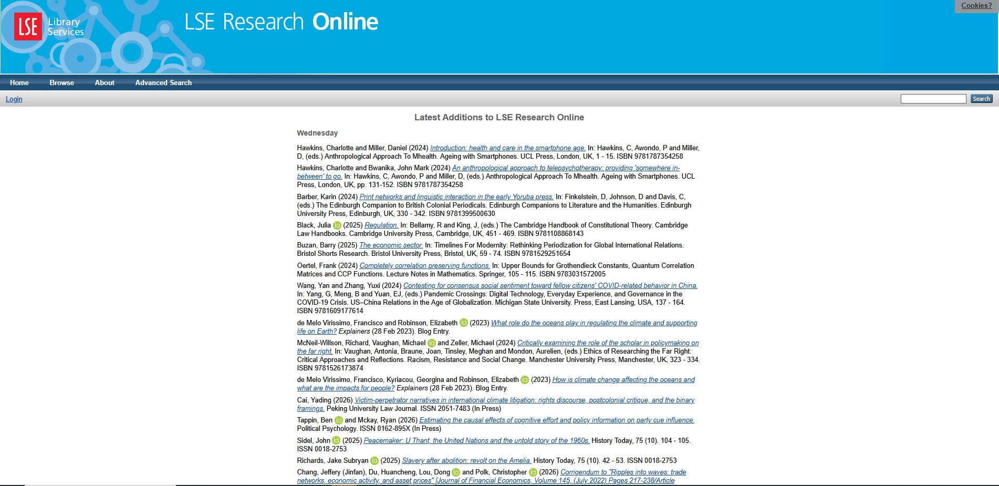 Cookies?
LSE
Library
Services
LSE Research Online
Home
Browse
About
Advanced Search
Login
Search
Latest Additions to LSE Research Online
Wednesday
Hawkins, Charlotte and Miller, Daniel (2024) Introduction: health and care in the smartphone age. In: Hawkins, C, Awondo, P and Miller,
D, (eds.) Anthropological Approach To Mhealth. Ageing with Smartphones. UCL Press, London, UK, 1 - 15. ISBN 9781787354258
Hawkins, Charlotte and Bwanika, John Mark (2024) An anthropological approach to telepsychotherapy: providing 'somewhere in-
between' to go. In: Hawkins, C, Awondo, P and Miller, D, (eds.) Anthropological Approach To Mhealth. Ageing with Smartphones. UCL
Press, London, UK, pp. 131-152. ISBN 9781787354258
Barber, Karin (2024) Print networks and linguistic interaction in the early Yoruba press. In: Finkelstein, D, Johnson, D and Davis, C,
(eds.) The Edinburgh Companion to British Colonial Periodicals. Edinburgh Companions to Literature and the Humanities. Edinburgh
University Press, Edinburgh, UK, 330 - 342. ISBN 9781399500630
Black, Julia iD (2025) Regulation. In: Bellamy, R and King, J, (eds.) The Cambridge Handbook of Constitutional Theory. Cambridge
Law Handbooks. Cambridge University Press, Cambridge, UK, 451 - 469. ISBN 9781108868143
Buzan, Barry (2025) The economic sector. In: Timelines For Modernity: Rethinking Periodization for Global International Relations.
Bristol Shorts Research. Bristol University Press, Bristol, UK, 59 - 74. ISBN 9781529251654
Oertel, Frank (2024) Completely correlation preserving functions. In: Upper Bounds for Grothendieck Constants, Quantum Correlation
Matrices and CCP Functions. Lecture Notes in Mathematics. Springer, 105 - 115. ISBN 9783031572005
Wang, Yan and Zhang, Yuxi (2024) Contesting for consensus social sentiment toward fellow citizens' COVID-related behavior in China.
In: Yang, G, Meng, B and Yuan, EJ, (eds.) Pandemic Crossings: Digital Technology, Everyday Experience, and Governance in the
COVID-19 Crisis. US–China Relations in the Age of Globalization. Michigan State University. Press, East Lansing, USA, 137 - 164.
ISBN 9781609177614
de Melo Virissimo, Francisco and Robinson, Elizabeth iD (2023) What role do the oceans play in regulating the climate and supporting
life on Earth? Explainers (28 Feb 2023). Blog Entry.
McNeil-Willson, Richard, Vaughan, Michael iD and Zeller, Michael (2024) Critically examining the role of the scholar in policymaking on
the far right. In: Vaughan, Antonia, Braune, Joan, Tinsley, Meghan and Mondon, Aurelien, (eds.) Ethics of Researching the Far Right:
Critical Approaches and Reflections. Racism, Resistance and Social Change. Manchester University Press, Manchester, UK, 323 - 334.
ISBN 9781526173874
de Melo Virissimo, Francisco, Kyriacou, Georgina and Robinson, Elizabeth iD (2023) How is climate change affecting the oceans and
what are the impacts for people? Explainers (28 Feb 2023). Blog Entry.
Cai, Yading (2026) Victim-perpetrator narratives in international climate litigation: rights discourse, postcolonial critique, and the binary
framings. Peking University Law Journal. ISSN 2051-7483 (In Press)
Tappin, Ben iD and Mckay, Ryan (2026) Estimating the causal effects of cognitive effort and policy information on party cue influence.
Political Psychology. ISSN 0162-895X (In Press)
Sidel, John iD (2025) Peacemaker: U Thant, the United Nations and the untold story of the 1960s. History Today, 75 (10). 104 - 105.
ISSN 0018-2753
Richards, Jake Subryan iD (2025) Slavery after abolition: revolt on the Amelia. History Today, 75 (10). 42 - 53. ISSN 0018-2753
Chang, Jeffery (Jinfan), Du, Huancheng, Lou, Dong iD and Polk, Christopher iD (2026) Corrigendum to "Ripples into waves: trade
networks, economic activity, and asset prices" [Journal of Financial Economics, Volume 145, (July 2022) Pages 217-238/Article